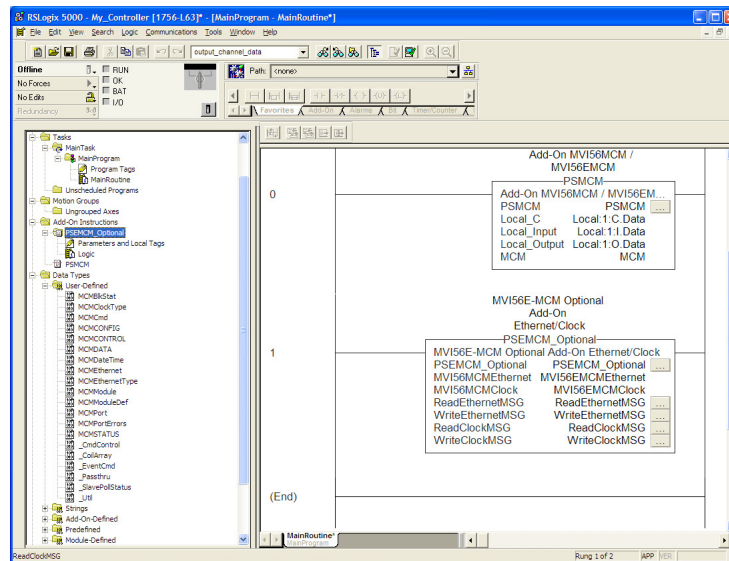 RSLogix 5000 - My_Controller [1756-L63]* - [MainProgram - MainRoutine*]
File Edit View Search Logic Communications Tools Window Help
output_channel_data
Offline
RUN
No Forces
OK
No Edits
BAT
Redundancy
I/O
Path: <none>
Favorites Add-On Alarms Bit Timer/Counter
Tasks
MainTask
MainProgram
Program Tags
MainRoutine
Unscheduled Programs
Motion Groups
Ungrouped Axes
Add-On Instructions
PSEMCM_Optional
Parameters and Local Tags
Logic
PSMCM
Data Types
User-Defined
MCMBlkStat
MCMClockType
MCMCmd
MCMCONFIG
MCMCONTROL
MCMDATA
MCMDateTime
MCMEthernet
MCMEthernetType
MCMModule
MCMModuleDef
MCMPort
MCMPortErrors
MCMSTATUS
_CmdControl
_CoilArray
_EventCmd
_Passthru
_SlavePollStatus
_Util
Strings
Add-On-Defined
Predefined
Module-Defined
Add-On MVI56MCM /
MVI56EMCM
PSMCM
0
Add-On MVI56MCM / MVI56EM...
PSMCM PSMCM ...
Local_C Local:1:C.Data
Local_Input Local:1:I.Data
Local_Output Local:1:O.Data
MCM MCM
MVI56E-MCM Optional
Add-On
Ethernet/Clock
PSEMCM_Optional
1
MVI56E-MCM Optional Add-On Ethernet/Clock
PSEMCM_Optional PSEMCM_Optional ...
MVI56MCMEthernet MVI56EMCMEthernet
MVI56MCMClock MVI56EMCMClock
ReadEthernetMSG ReadEthernetMSG ...
WriteEthernetMSG WriteEthernetMSG ...
ReadClockMSG ReadClockMSG ...
WriteClockMSG WriteClockMSG ...
(End)
MainRoutine*
MainProgram
ReadClockMSG
Rung 1 of 2
APP
VER